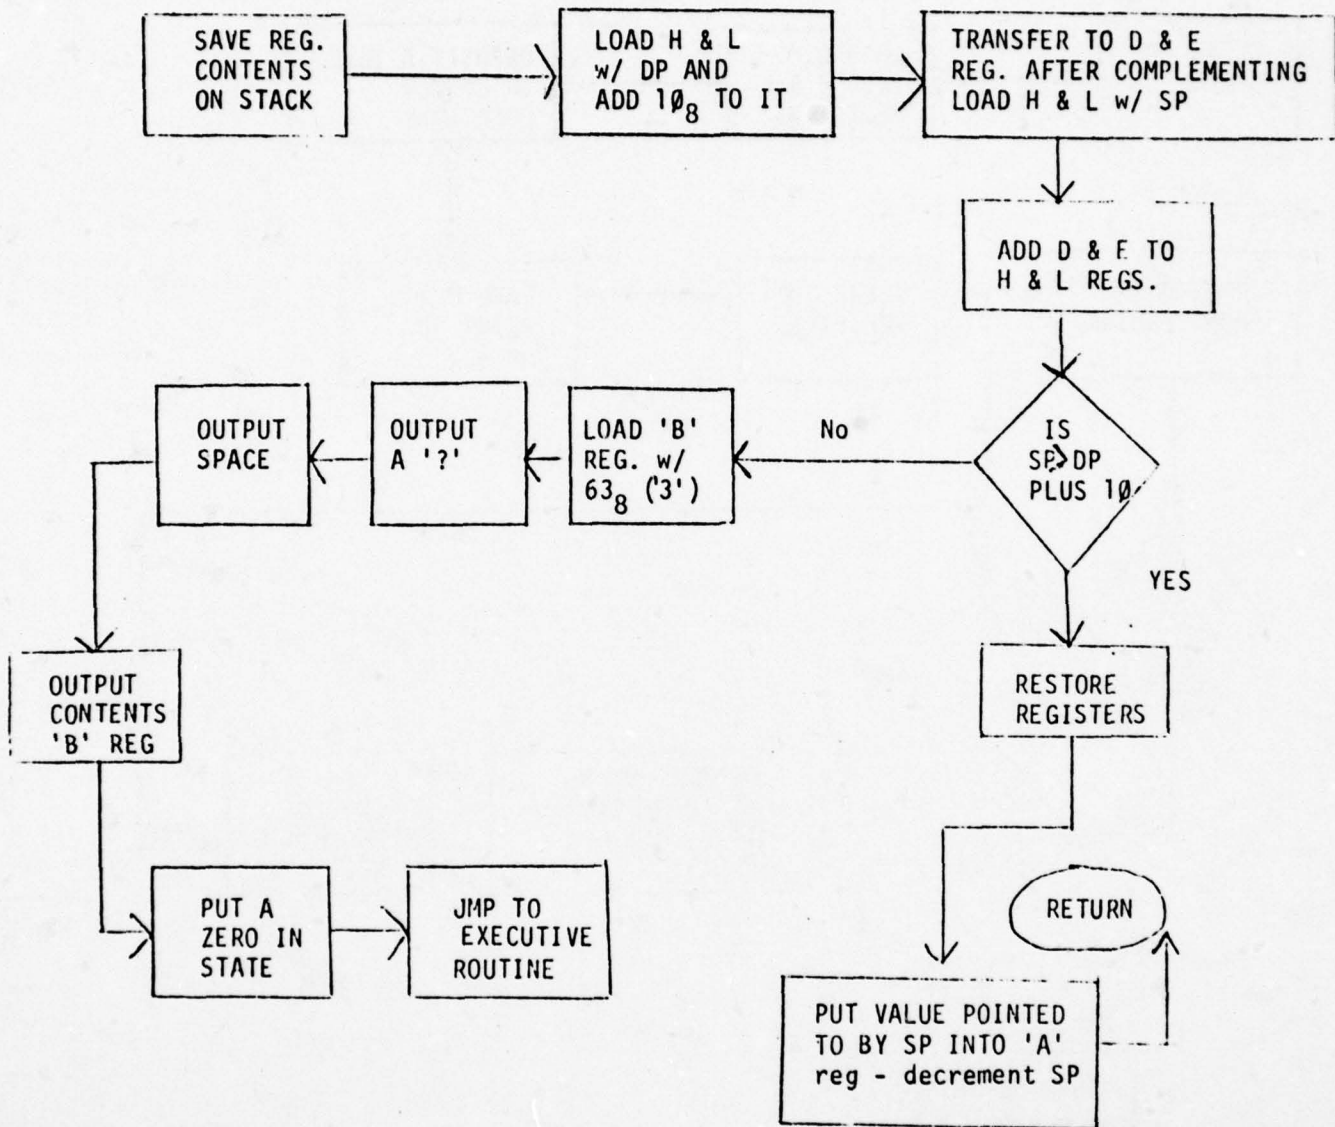 SAVE REG.
CONTENTS
ON STACK
LOAD H & L
w/ DP AND
ADD 1Ø₈ TO IT
TRANSFER TO D & E
REG. AFTER COMPLEMENTING
LOAD H & L w/ SP
ADD D & E TO
H & L REGS.
IS
SP>DP
PLUS 1Ø
No
YES
LOAD 'B'
REG. w/
63₈ ('3')
OUTPUT
A '?'
OUTPUT
SPACE
OUTPUT
CONTENTS
'B' REG
PUT A
ZERO IN
STATE
JMP TO
EXECUTIVE
ROUTINE
RESTORE
REGISTERS
PUT VALUE POINTED
TO BY SP INTO 'A'
reg - decrement SP
RETURN